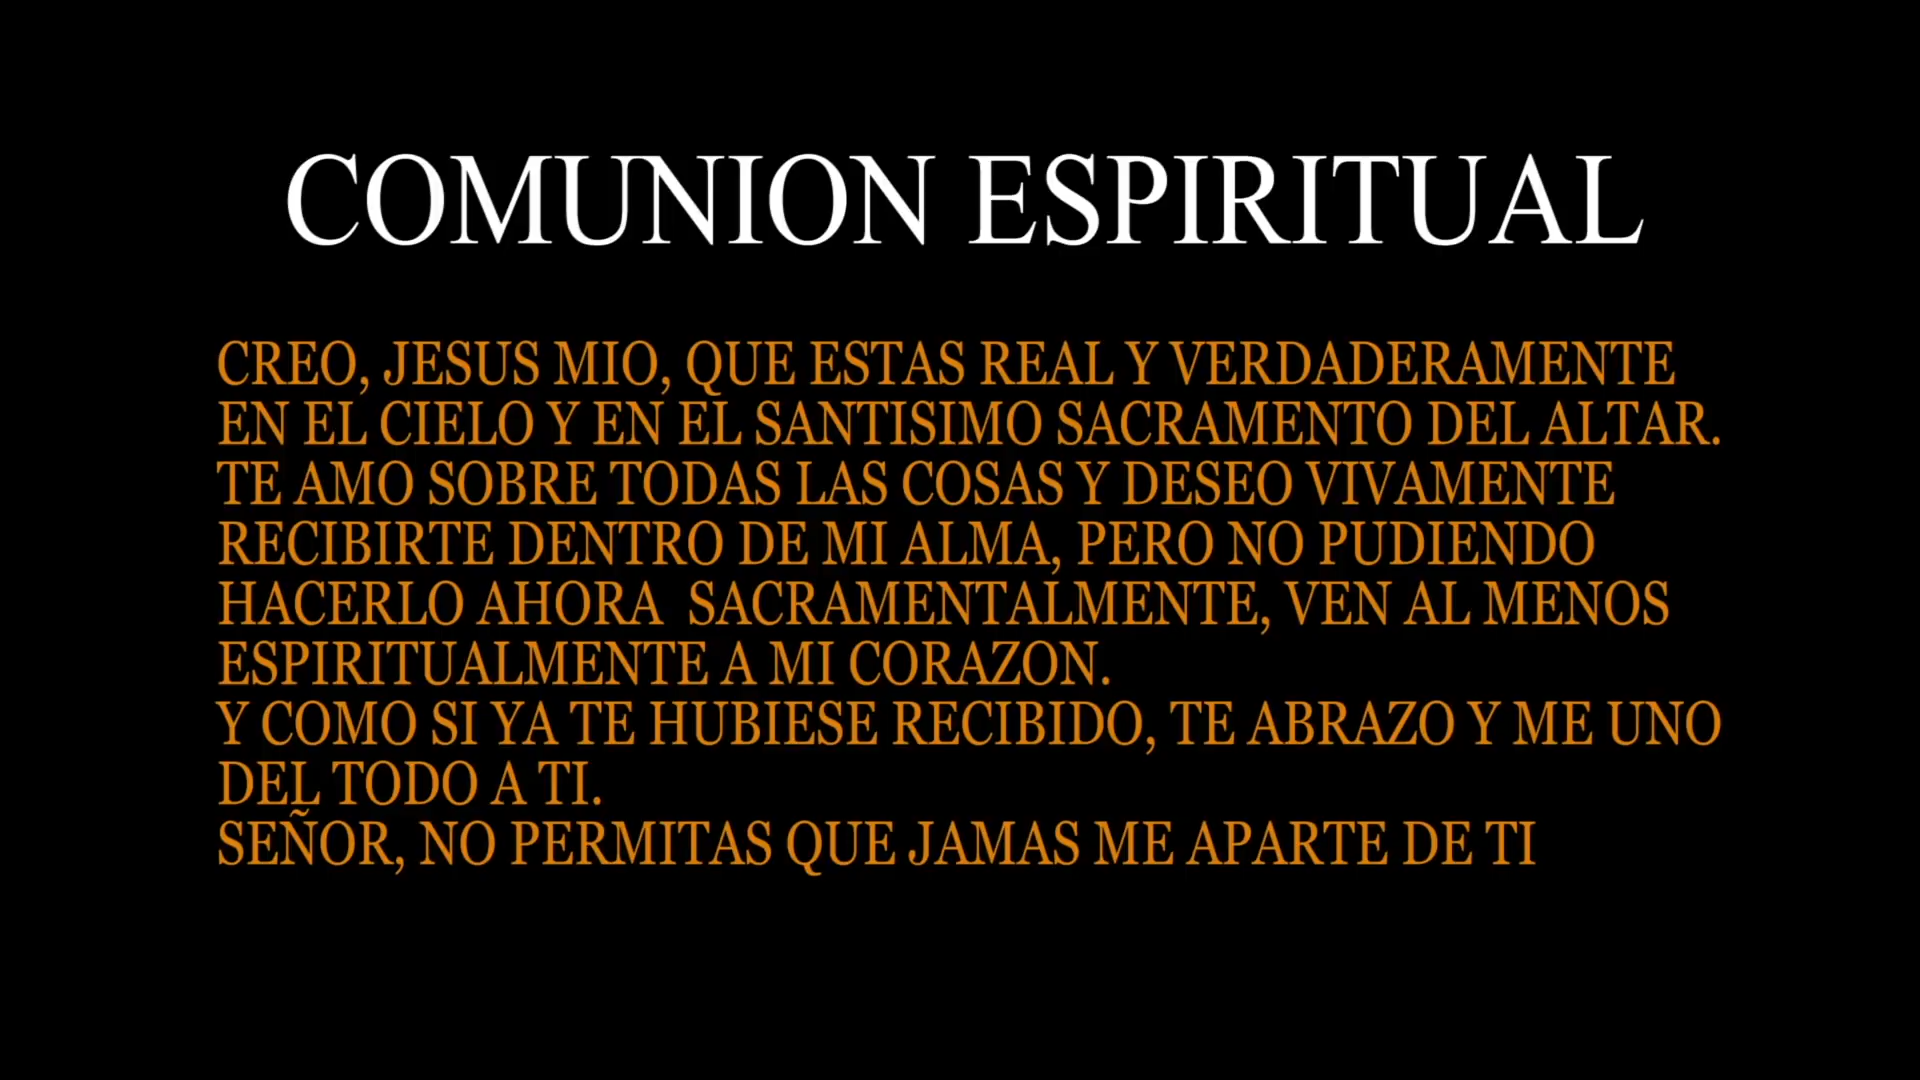 COMUNION ESPIRITUAL
CREO, JESUS MIO, QUE ESTAS REAL Y VERDADERAMENTE
EN EL CIELO Y EN EL SANTISIMO SACRAMENTO DEL ALTAR.
TE AMO SOBRE TODAS LAS COSAS Y DESEO VIVAMENTE
RECIBIRTE DENTRO DE MI ALMA, PERO NO PUDIENDO
HACERLO AHORA  SACRAMENTALMENTE, VEN AL MENOS
ESPIRITUALMENTE A MI CORAZON.
Y COMO SI YA TE HUBIESE RECIBIDO, TE ABRAZO Y ME UNO
DEL TODO A TI.
SEÑOR, NO PERMITAS QUE JAMAS ME APARTE DE TI